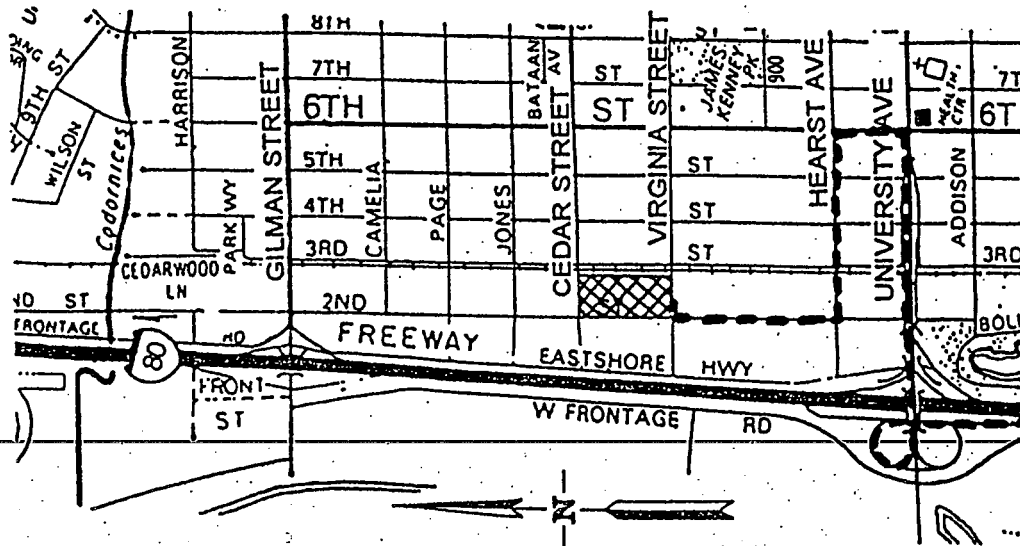 8TH
9TH ST
HARRISON
7TH
ST
BATAAN AV
VIRGINIA STREET
JAMES KENNEY PK
900
HEARST AVE
UNIVERSITY AVE
7T
6TH
ST
6T
WILSON ST
Codornices
GILMAN STREET
5TH
ST
CEDAR STREET
4TH
ST
CAMELIA
PAGE
JONES
ADDISON
PARK WY
3RD
ST
3RD
CEDARWOOD LN
ND ST
2ND
FRONTAGE
RD
FREEWAY
EASTSHORE HWY
80
FRONT ST
W FRONTAGE RD
N